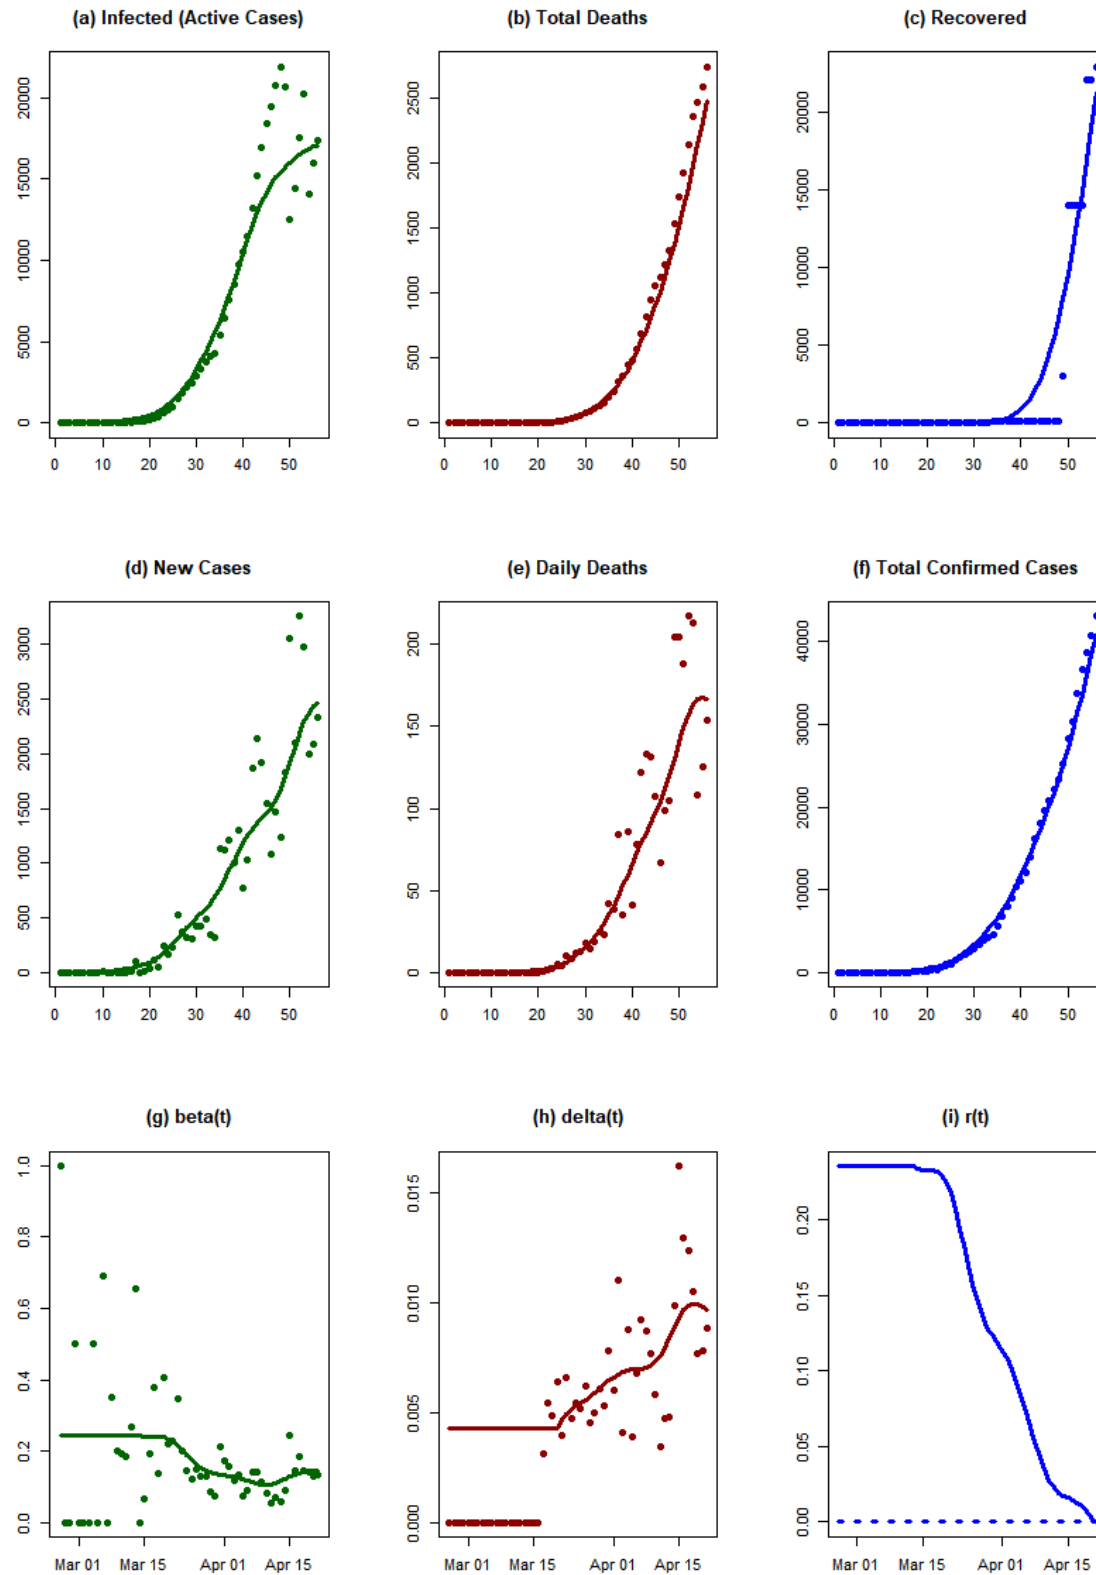 (a) Infected (Active Cases)
(b) Total Deaths
(c) Recovered
0 5000 10000 15000 20000
0 500 1000 1500 2000 2500
0 5000 10000 15000 20000
0 10 20 30 40 50
0 10 20 30 40 50
0 10 20 30 40 50
(d) New Cases
(e) Daily Deaths
(f) Total Confirmed Cases
0 500 1000 1500 2000 2500 3000
0 50 100 150 200
0 10000 20000 30000 40000
0 10 20 30 40 50
0 10 20 30 40 50
0 10 20 30 40 50
(g) beta(t)
(h) delta(t)
(i) r(t)
0.0 0.2 0.4 0.6 0.8 1.0
0.000 0.005 0.010 0.015
0.00 0.05 0.10 0.15 0.20
Mar 01 Mar 15 Apr 01 Apr 15
Mar 01 Mar 15 Apr 01 Apr 15
Mar 01 Mar 15 Apr 01 Apr 15